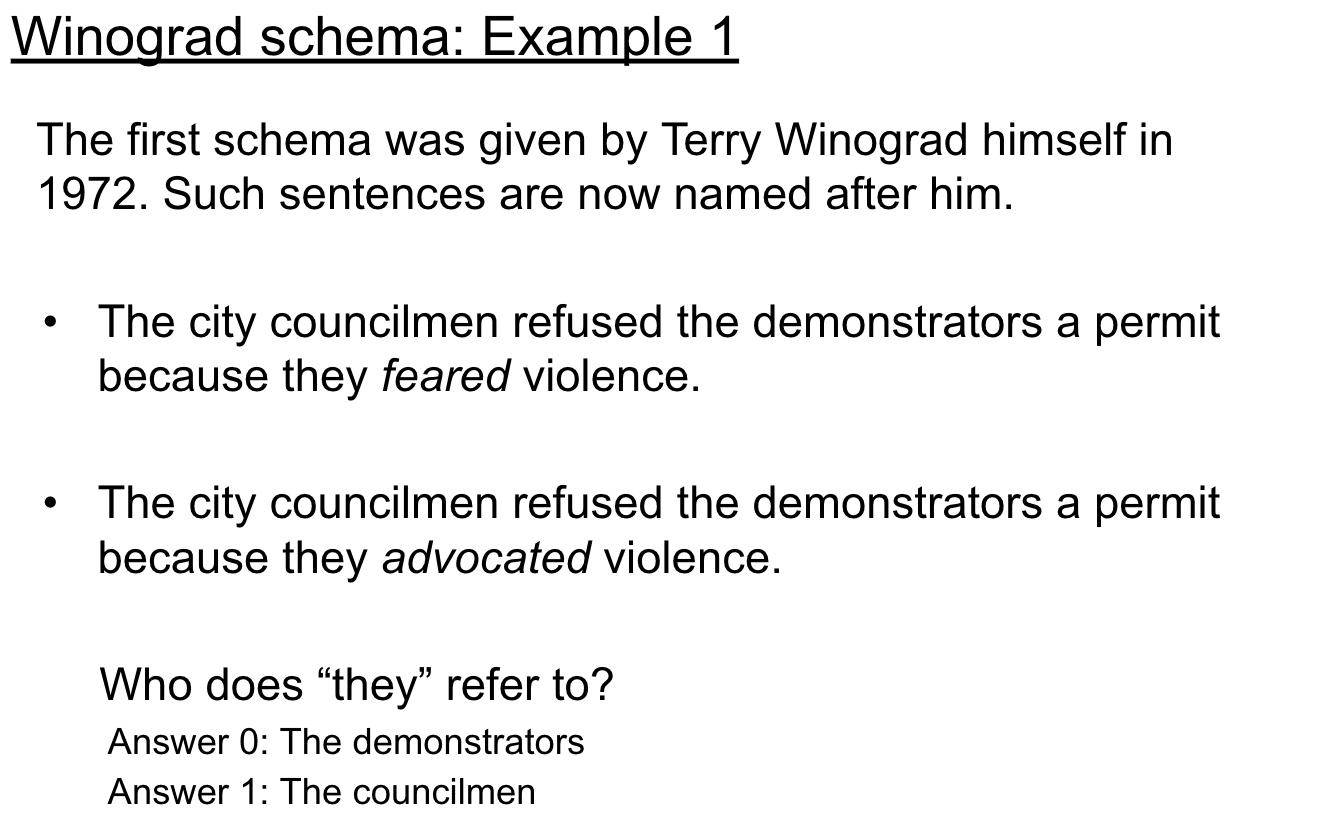 Winograd schema: Example 1
The first schema was given by Terry Winograd himself in
1972. Such sentences are now named after him.
• The city councilmen refused the demonstrators a permit
because they feared violence.
• The city councilmen refused the demonstrators a permit
because they advocated violence.
Who does “they” refer to?
Answer 0: The demonstrators
Answer 1: The councilmen